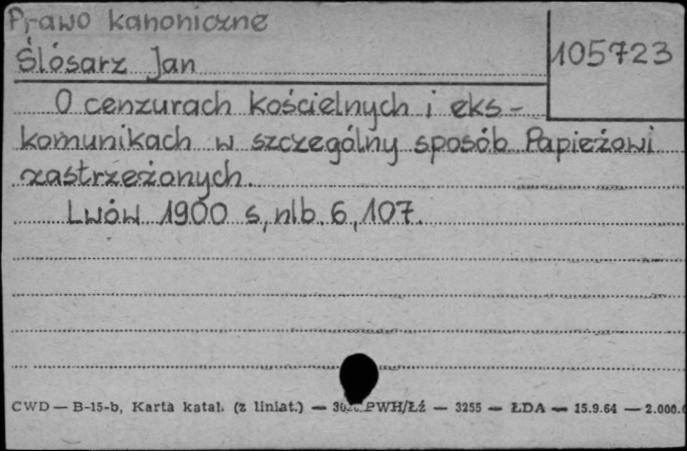 Prawo kanoniczne
Ślósarz Jan
105723
O cenzurach kościelnych i eks-
komunikach w szczególny sposób Papieżowi
zastrzeżonych.
Lwów 1900 s, nlb. 6, 107.
CWD — B-15-b, Karta katal. (z liniat.) — PWH/Łź — 3255 — ŁDA — 15.9.64 — 2.000.